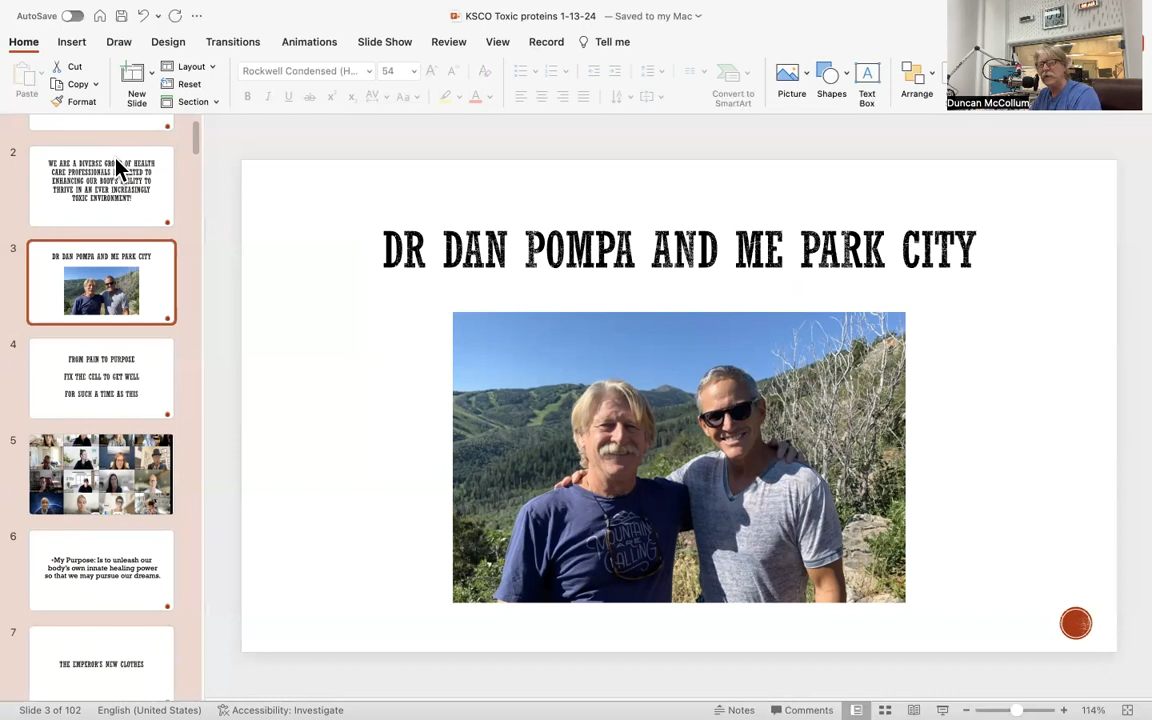 AutoSave
KSCO Toxic proteins 1-13-24 — Saved to my Mac
Home Insert Draw Design Transitions Animations Slide Show Review View Record Tell me
Paste
Cut
Copy
Format
New Slide
Layout
Reset
Section
Rockwell Condensed (H... 54
Convert to SmartArt
Picture
Shapes
Text Box
Arrange
Duncan McCollum
2
WE ARE A DIVERSE OF HEALTH
CARE PROFESSIONALS TO
ENHANCING OUR BODY'S ABILITY TO
THRIVE IN AN EVER INCREASINGLY
TOXIC ENVIRONMENT!
3
DR DAN POMPA AND ME PARK CITY
4
FROM PAIN TO PURPOSE
FIX THE CELL TO GET WELL
FOR SUCH A TIME AS THIS
5
6
•My Purpose: Is to unleash our
body's own innate healing power
so that we may pursue our dreams.
7
THE EMPEROR'S NEW CLOTHES
DR DAN POMPA AND ME PARK CITY
MOUNTAINS
ARE
CALLING
Slide 3 of 102 English (United States) Accessibility: Investigate Notes Comments 114%